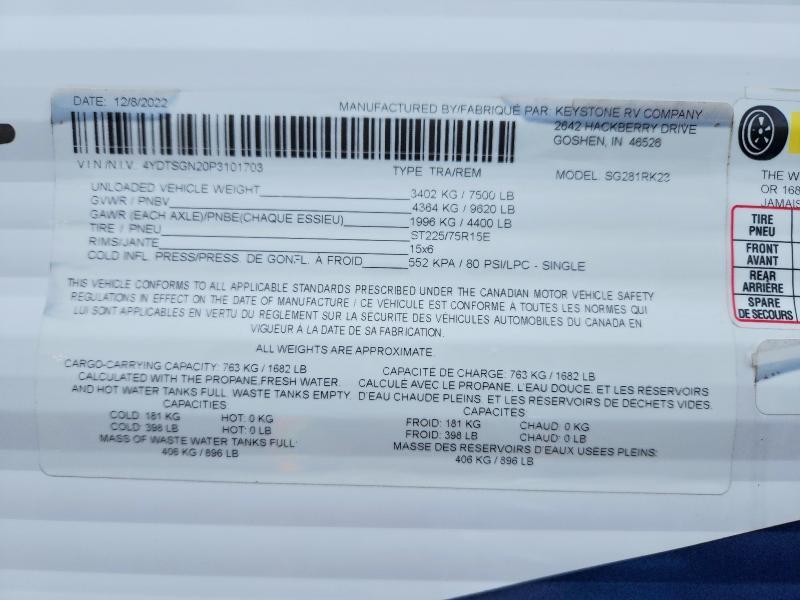 DATE: 12/8/2022
MANUFACTURED BY/FABRIQUÉ PAR: KEYSTONE RV COMPANY
2642 HACKBERRY DRIVE
GOSHEN, IN 46526
V.I.N./N.I.V.: 4YDTSGN20P3101703 TYPE: TRA/REM MODEL: SG281RK23
UNLOADED VEHICLE WEIGHT 3402 KG / 7500 LB
GVWR / PNBV 4364 KG / 9620 LB
GAWR (EACH AXLE)/PNBE(CHAQUE ESSIEU) 1996 KG / 4400 LB
TIRE / PNEU ST225/75R15E
RIMS/JANTE 15x6
COLD INFL. PRESS/PRESS. DE GONFL. À FROID 552 KPA / 80 PSI/LPC - SINGLE
THIS VEHICLE CONFORMS TO ALL APPLICABLE STANDARDS PRESCRIBED UNDER THE CANADIAN MOTOR VEHICLE SAFETY
REGULATIONS IN EFFECT ON THE DATE OF MANUFACTURE / CE VÉHICULE EST CONFORME À TOUTES LES NORMES QUI
LUI SONT APPLICABLES EN VERTU DU RÈGLEMENT SUR LA SÉCURITÉ DES VÉHICULES AUTOMOBILES DU CANADA EN
VIGUEUR À LA DATE DE SA FABRICATION.
ALL WEIGHTS ARE APPROXIMATE.
CARGO-CARRYING CAPACITY: 763 KG / 1682 LB
CALCULATED WITH THE PROPANE, FRESH WATER.
AND HOT WATER TANKS FULL. WASTE TANKS EMPTY.
CAPACITIES:
COLD: 181 KG HOT: 0 KG
COLD: 398 LB HOT: 0 LB
MASS OF WASTE WATER TANKS FULL:
406 KG / 896 LB
CAPACITÉ DE CHARGE: 763 KG / 1682 LB
CALCULÉ AVEC LE PROPANE, L'EAU DOUCE, ET LES RÉSERVOIRS
D'EAU CHAUDE PLEINS. ET LES RÉSERVOIRS DE DÉCHETS VIDES.
CAPACITÉS:
FROID: 181 KG CHAUD: 0 KG
FROID: 398 LB CHAUD: 0 LB
MASSE DES RÉSERVOIRS D'EAUX USÉES PLEINS:
406 KG / 896 LB
THE W
OR 168
JAMAIS
TIRE
PNEU
FRONT
AVANT
REAR
ARRIÈRE
SPARE
DE SECOURS